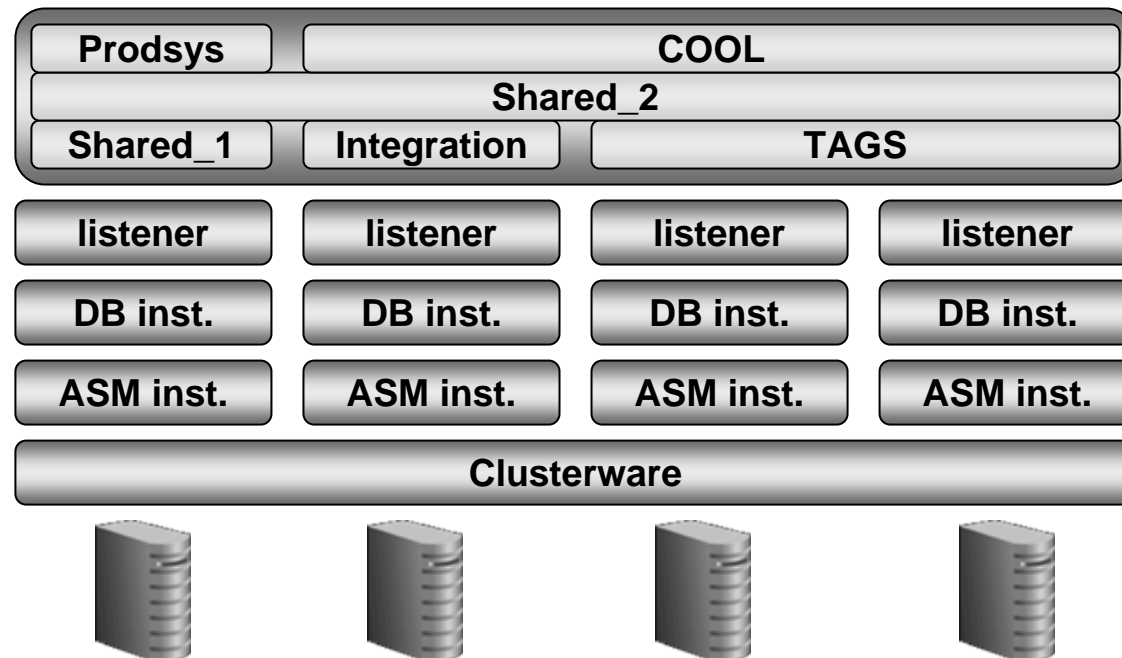 Prodsys COOL
Shared_2
Shared_1 Integration TAGS
listener listener listener listener
DB inst. DB inst. DB inst. DB inst.
ASM inst. ASM inst. ASM inst. ASM inst.
Clusterware